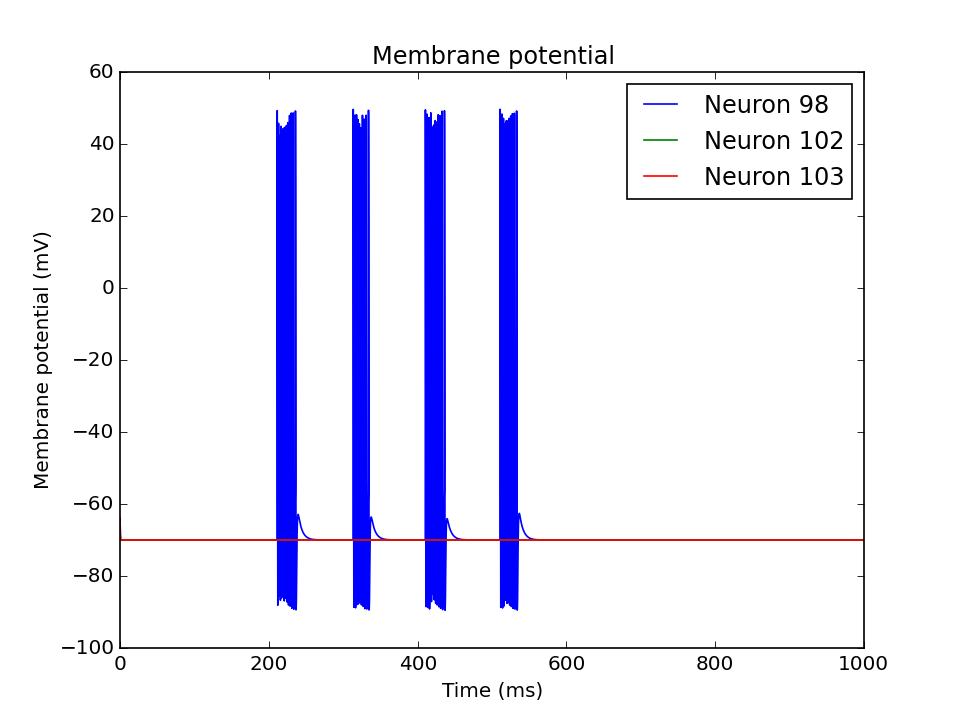 Membrane potential
60
40
20
0
−20
−40
−60
−80
−100
Membrane potential (mV)
Neuron 98
Neuron 102
Neuron 103
0 200 400 600 800 1000
Time (ms)